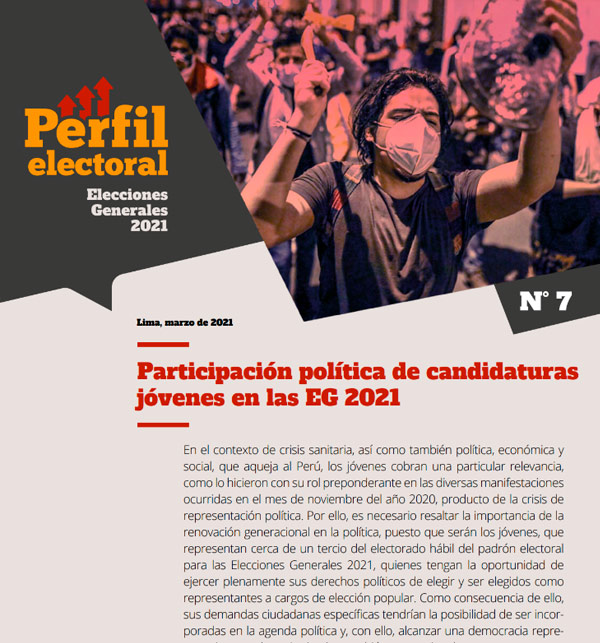 Perfil
electoral
Elecciones
Generales
2021
N° 7
Lima, marzo de 2021
Participación política de candidaturas
jóvenes en las EG 2021
En el contexto de crisis sanitaria, así como también política, económica y
social, que aqueja al Perú, los jóvenes cobran una particular relevancia,
como lo hicieron con su rol preponderante en las diversas manifestaciones
ocurridas en el mes de noviembre del año 2020, producto de la crisis de
representación política. Por ello, es necesario resaltar la importancia de la
renovación generacional en la política, puesto que serán los jóvenes, que
representan cerca de un tercio del electorado hábil del padrón electoral
para las Elecciones Generales 2021, quienes tengan la oportunidad de
ejercer plenamente sus derechos políticos de elegir y ser elegidos como
representantes a cargos de elección popular. Como consecuencia de ello,
sus demandas ciudadanas específicas tendrían la posibilidad de ser incor-
poradas en la agenda política y, con ello, alcanzar una democracia repre-